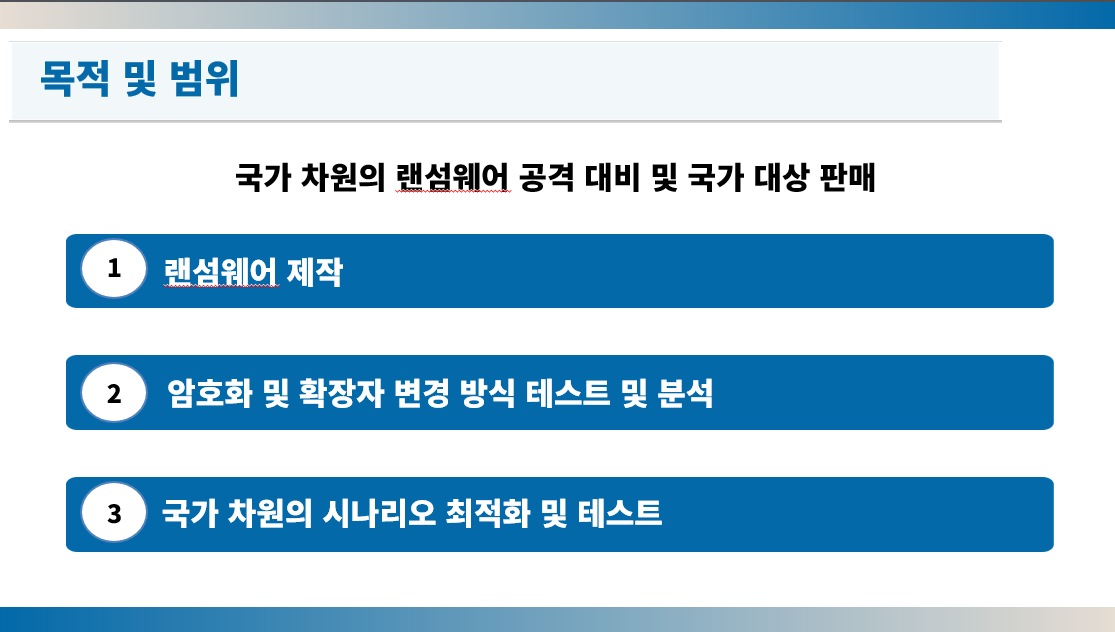 목적 및 범위
국가 차원의 랜섬웨어 공격 대비 및 국가 대상 판매
1 랜섬웨어 제작
2 암호화 및 확장자 변경 방식 테스트 및 분석
3 국가 차원의 시나리오 최적화 및 테스트